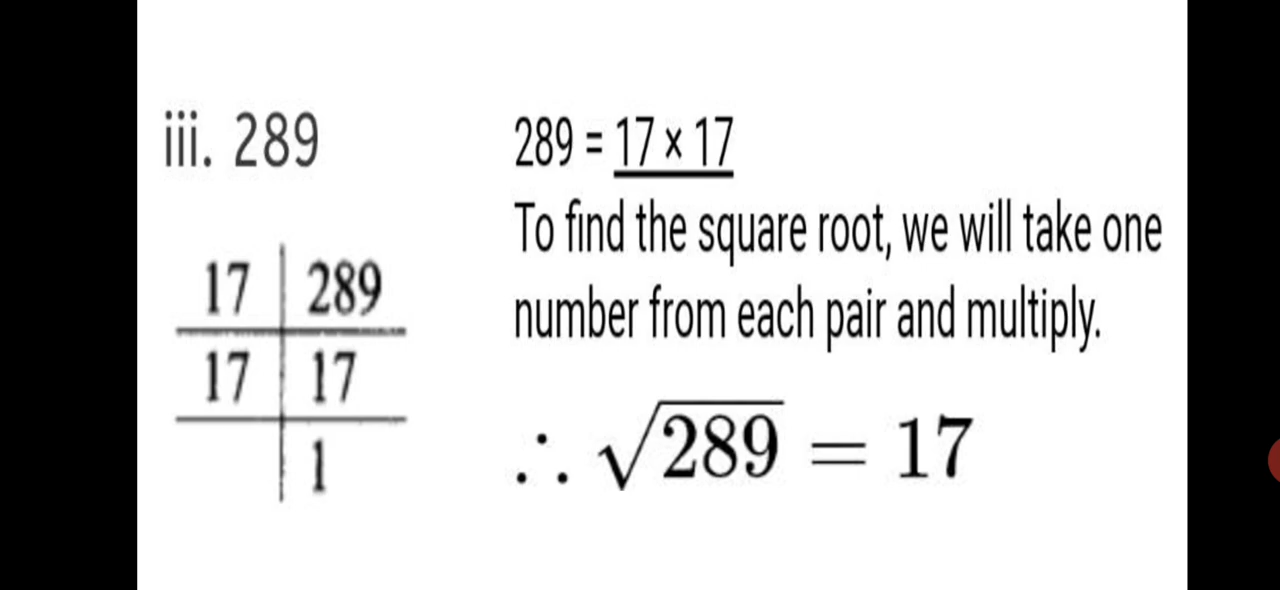 iii. 289
17 289
17 17
1
289 = 17 × 17
To find the square root, we will take one
number from each pair and multiply.
∴ √289 = 17